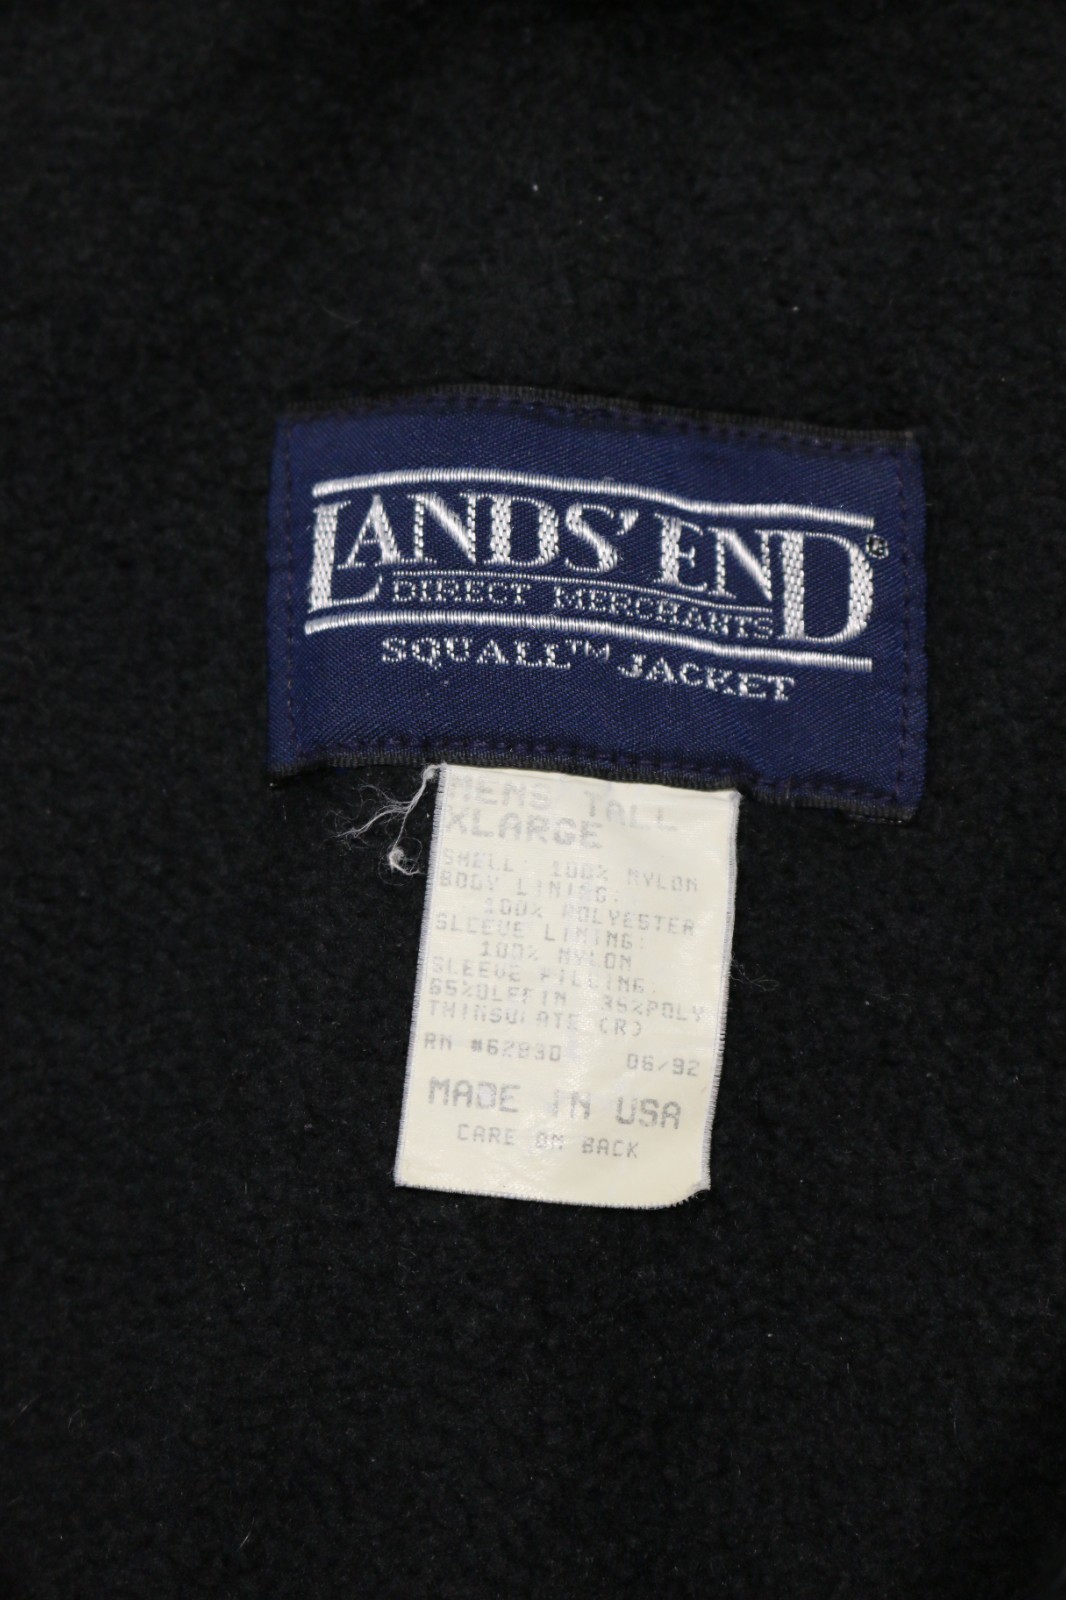 LANDS' END®
DIRECT MERCHANTS
SQUALL™ JACKET
MENS TALL
XLARGE
SHELL: 100% NYLON
BODY LINING:
100% POLYESTER
SLEEVE LINING:
100% NYLON
SLEEVE FILLING:
65%OLEFIN 35%POLY
THINSULATE (R)
RN #62830 06/92
MADE IN USA
CARE ON BACK